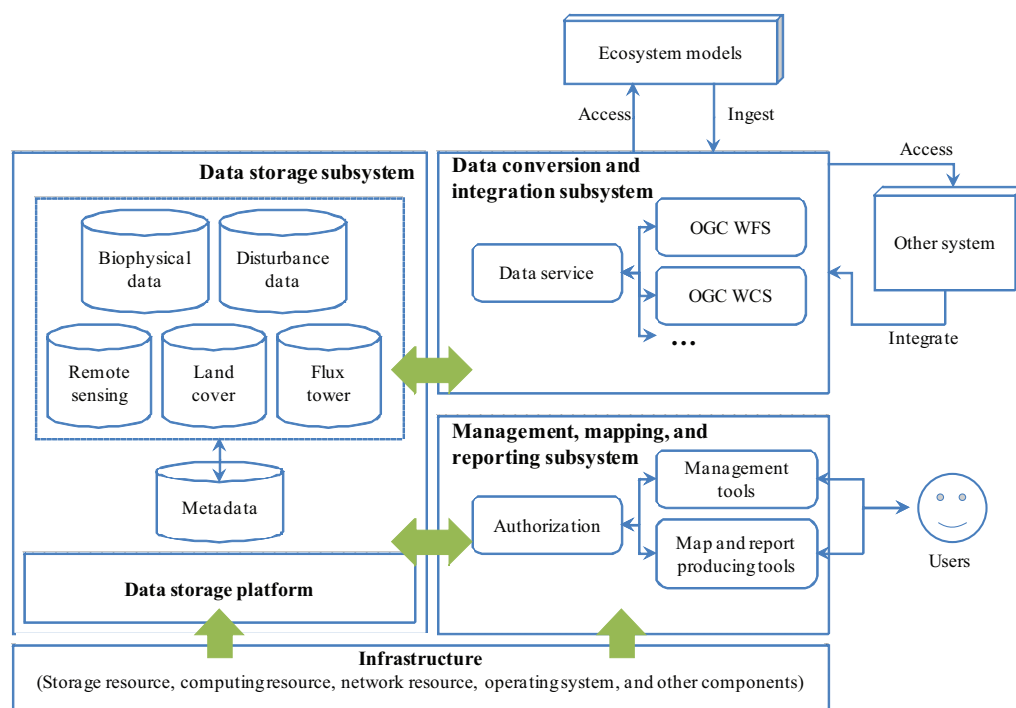 Ecosystem models
Access
Ingest
Data storage subsystem
Biophysical
data
Disturbance
data
Remote
sensing
Land
cover
Flux
tower
Metadata
Data storage platform
Data conversion and
integration subsystem
Data service
OGC WFS
OGC WCS
...
Access
Other system
Integrate
Management, mapping, and
reporting subsystem
Authorization
Management
tools
Map and report
producing tools
Users
Infrastructure
(Storage resource, computing resource, network resource, operating system, and other components)